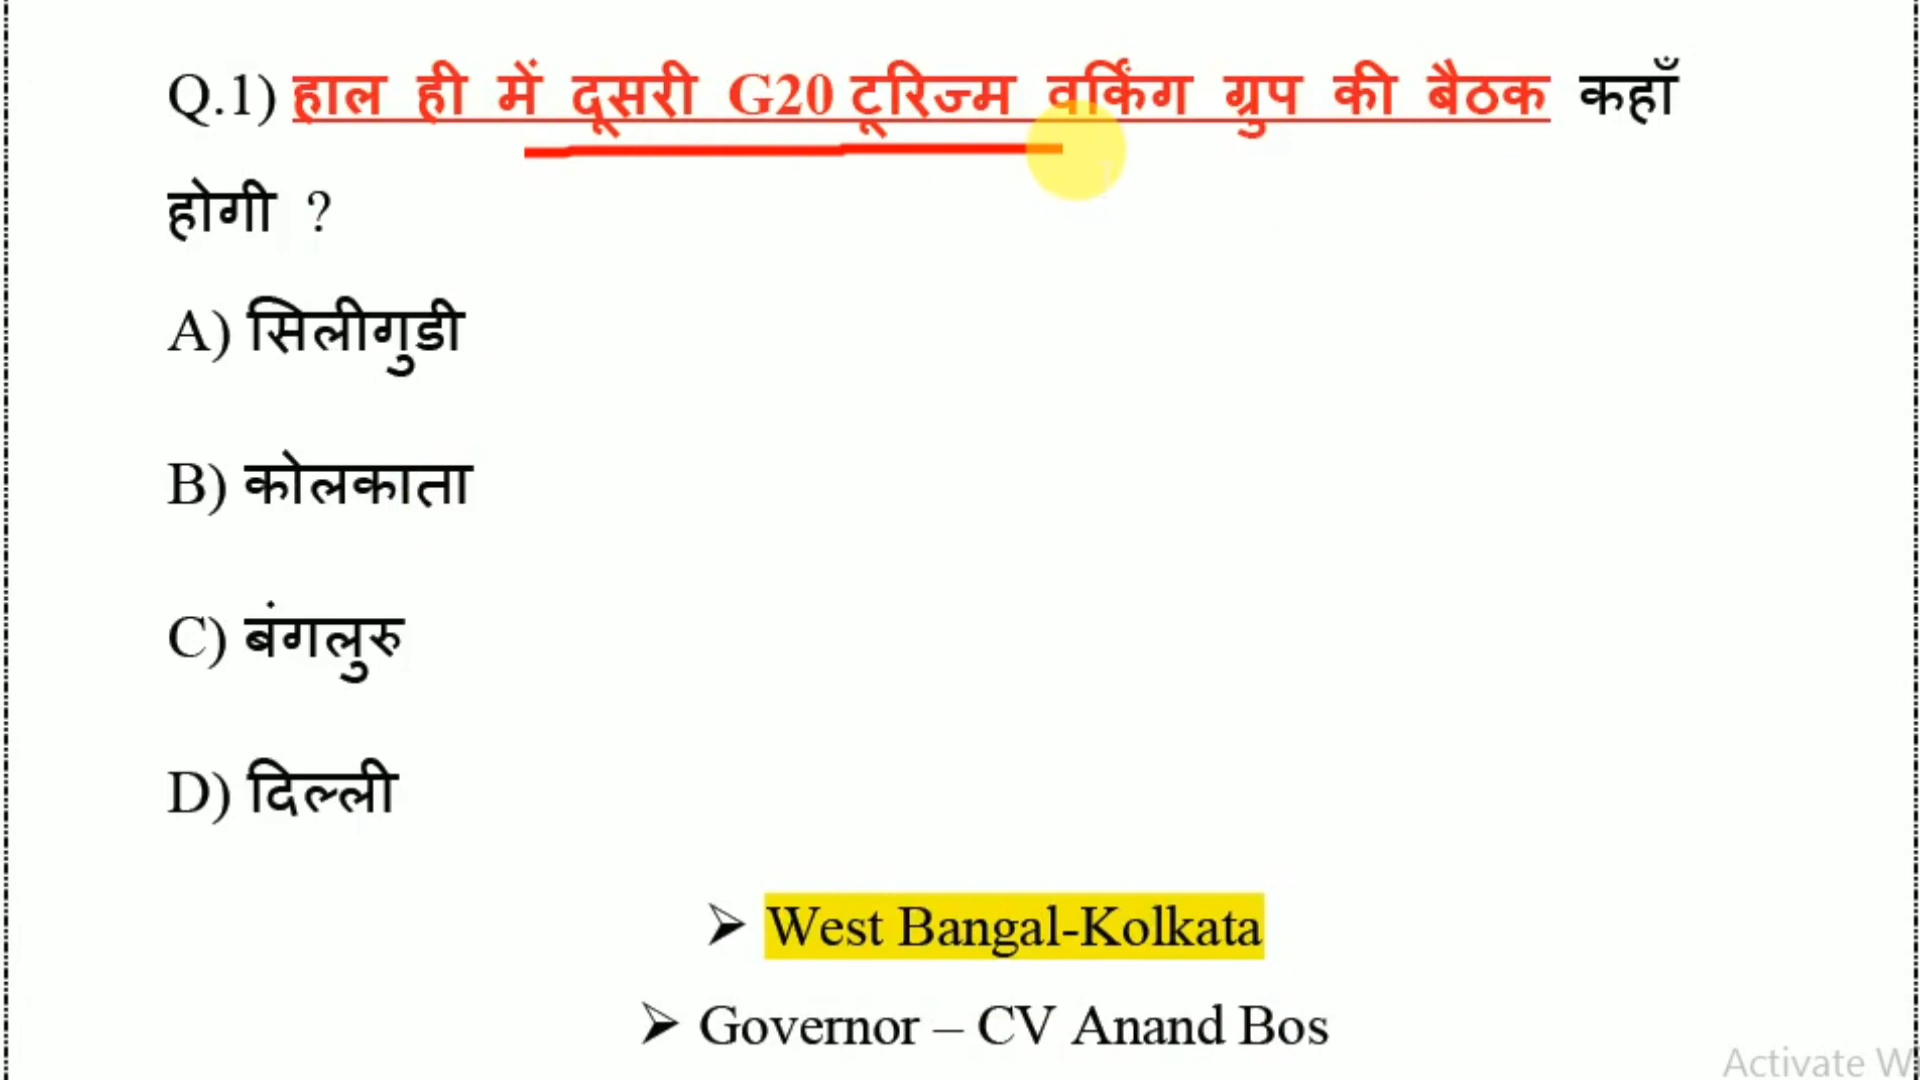 Q.1) हाल ही में दूसरी G20 टूरिज्म वर्किंग ग्रुप की बैठक कहाँ
होगी ?
A) सिलीगुडी
B) कोलकाता
C) बंगलुरु
D) दिल्ली
➢ West Bangal-Kolkata
➢ Governor – CV Anand Bos
Activate W